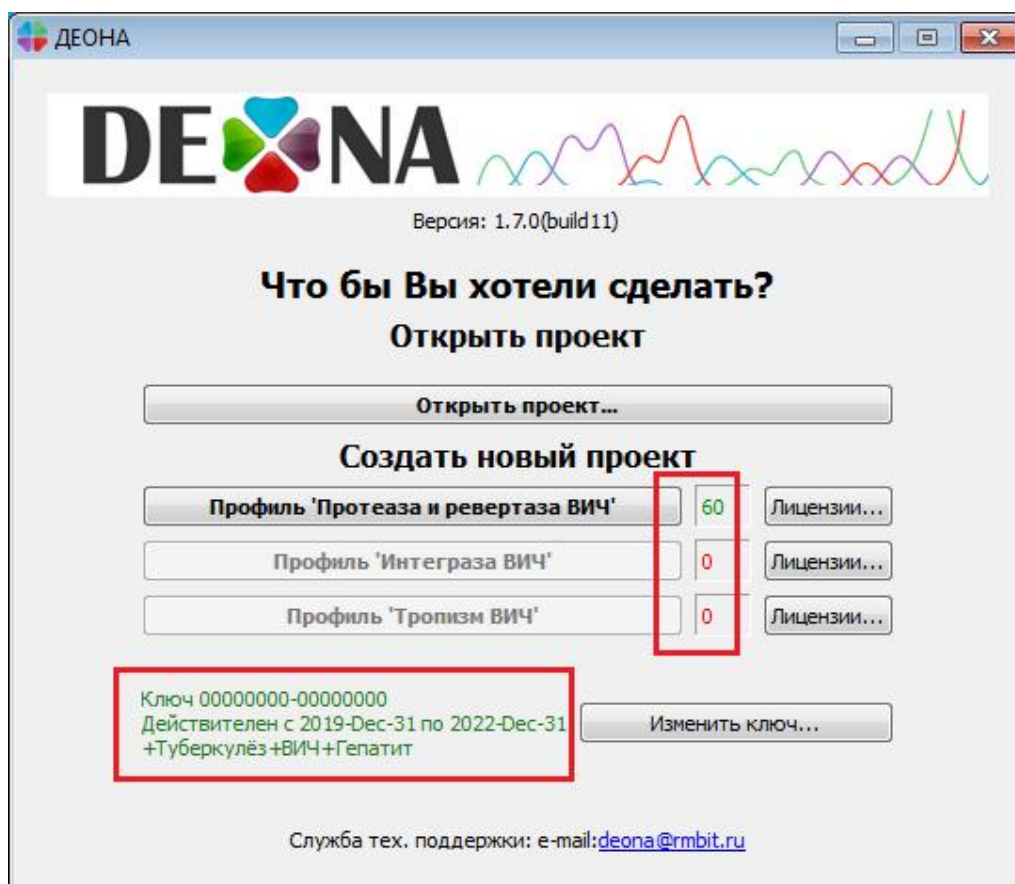 ДЕОНА
DEONA
Версия: 1.7.0(build11)
Что бы Вы хотели сделать?
Открыть проект
Открыть проект...
Создать новый проект
Профиль 'Протеаза и ревертаза ВИЧ' 60 Лицензии...
Профиль 'Интеграза ВИЧ' 0 Лицензии...
Профиль 'Тропизм ВИЧ' 0 Лицензии...
Ключ 00000000-00000000
Действителен с 2019-Dec-31 по 2022-Dec-31
+Туберкулёз+ВИЧ+Гепатит
Изменить ключ...
Служба тех. поддержки: e-mail:deona@rmbit.ru